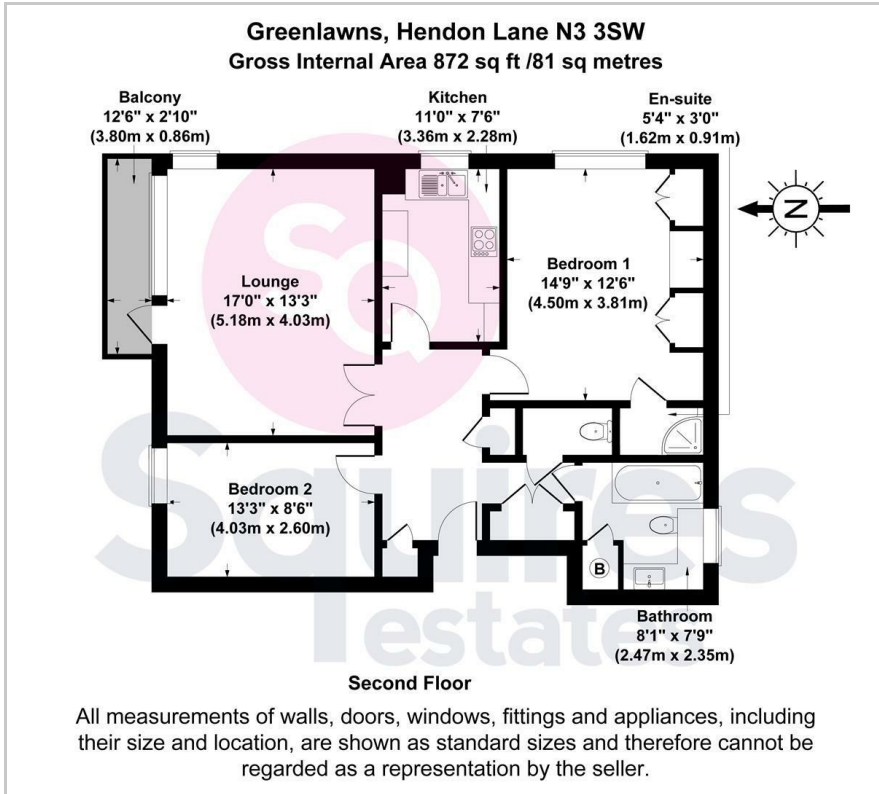 Greenlawns, Hendon Lane N3 3SW
Gross Internal Area 872 sq ft /81 sq metres
Balcony
12'6" x 2'10"
(3.80m x 0.86m)
Kitchen
11'0" x 7'6"
(3.36m x 2.28m)
En-suite
5'4" x 3'0"
(1.62m x 0.91m)
N
SQ
Lounge
17'0" x 13'3"
(5.18m x 4.03m)
Bedroom 1
14'9" x 12'6"
(4.50m x 3.81m)
Squires
estates
Bedroom 2
13'3" x 8'6"
(4.03m x 2.60m)
B
Bathroom
8'1" x 7'9"
(2.47m x 2.35m)
Second Floor
All measurements of walls, doors, windows, fittings and appliances, including
their size and location, are shown as standard sizes and therefore cannot be
regarded as a representation by the seller.